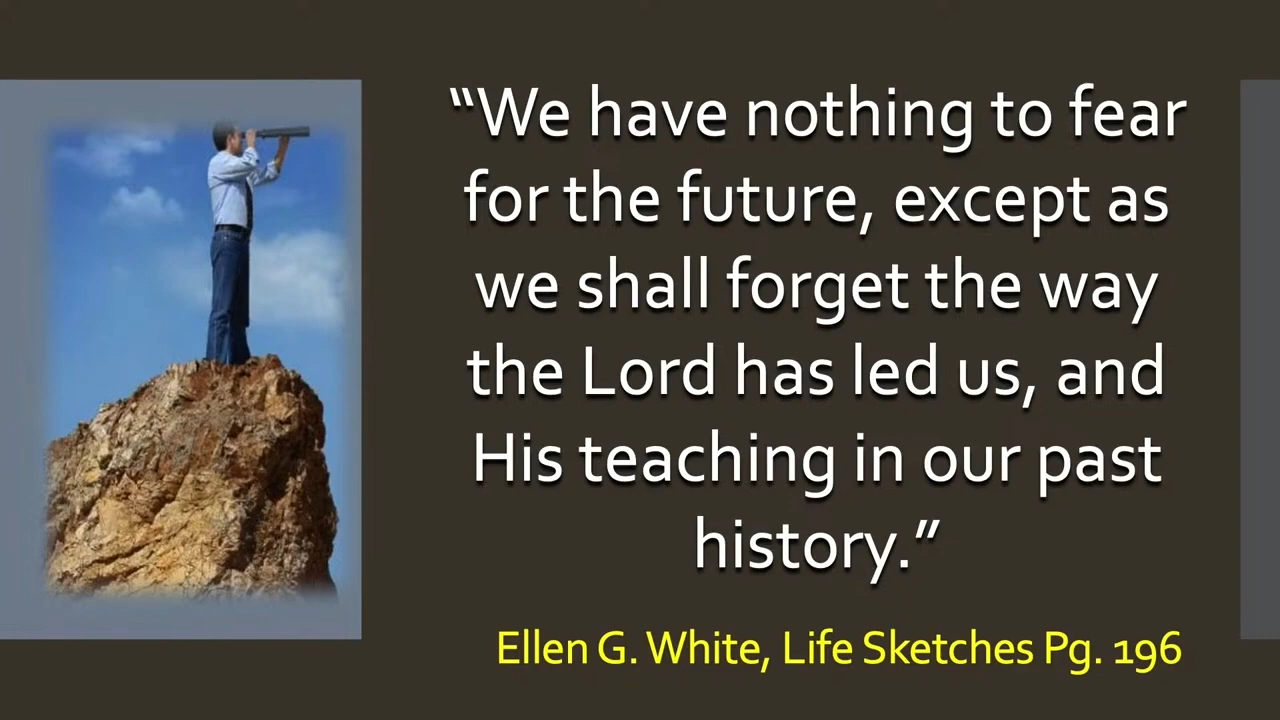 “We have nothing to fear
for the future, except as
we shall forget the way
the Lord has led us, and
His teaching in our past
history.”
Ellen G. White, Life Sketches Pg. 196